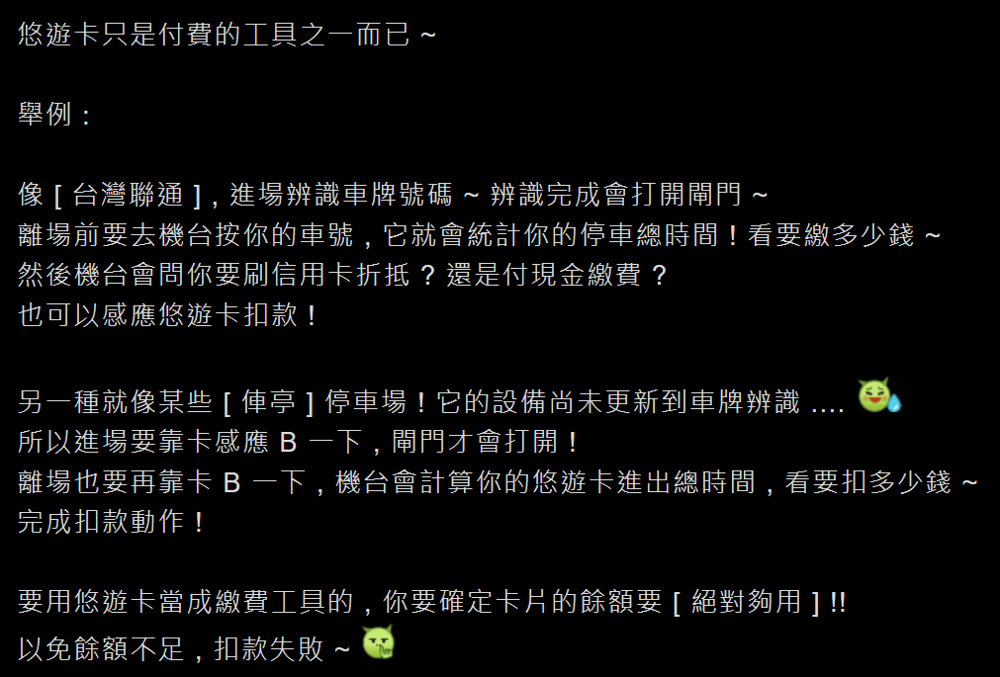 悠遊卡只是付費的工具之一而已 ~
舉例 :
像 [ 台灣聯通 ] , 進場辨識車牌號碼 ~ 辨識完成會打開閘門 ~
離場前要去機台按你的車號 , 它就會統計你的停車總時間 ! 看要繳多少錢 ~
然後機台會問你要刷信用卡折抵 ? 還是付現金繳費 ?
也可以感應悠遊卡扣款 !
另一種就像某些 [ 俥亭 ] 停車場 ! 它的設備尚未更新到車牌辨識 ....
所以進場要靠卡感應 B 一下 , 閘門才會打開 !
離場也要再靠卡 B 一下 , 機台會計算你的悠遊卡進出總時間 , 看要扣多少錢 ~
完成扣款動作 !
要用悠遊卡當成繳費工具的 , 你要確定卡片的餘額要 [ 絕對夠用 ] !!
以免餘額不足 , 扣款失敗 ~